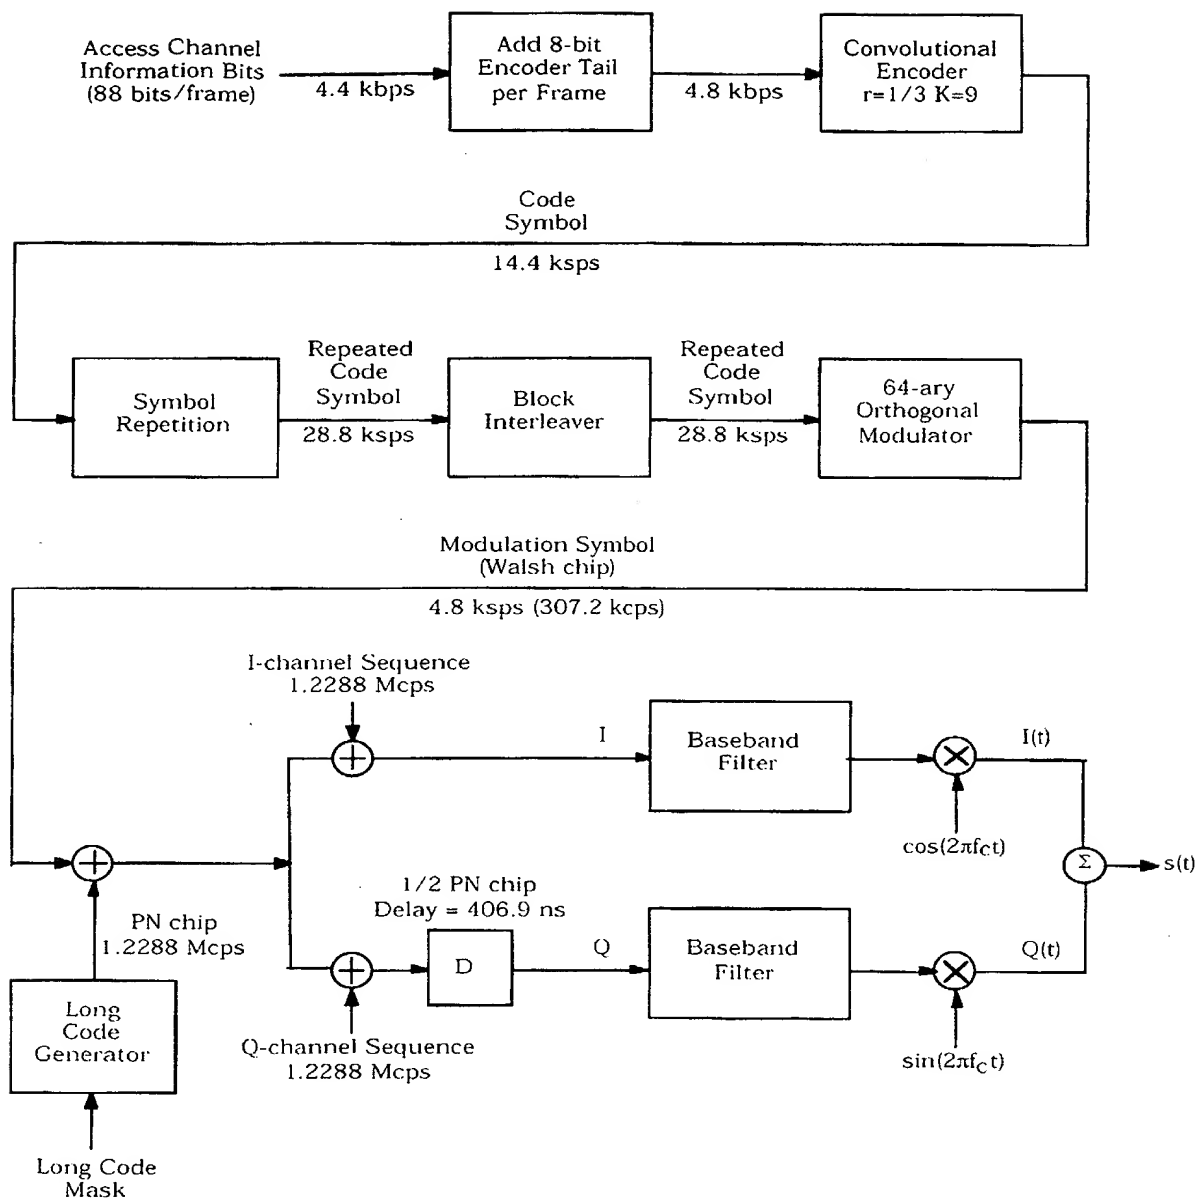 Access Channel
Information Bits
(88 bits/frame)
4.4 kbps
Add 8-bit
Encoder Tail
per Frame
4.8 kbps
Convolutional
Encoder
r=1/3 K=9
Code
Symbol
14.4 ksps
Symbol
Repetition
Repeated
Code
Symbol
28.8 ksps
Block
Interleaver
Repeated
Code
Symbol
28.8 ksps
64-ary
Orthogonal
Modulator
Modulation Symbol
(Walsh chip)
4.8 ksps (307.2 kcps)
I-channel Sequence
1.2288 Mcps
I
Baseband
Filter
I(t)
cos(2πfct)
Σ
s(t)
PN chip
1.2288 Mcps
1/2 PN chip
Delay = 406.9 ns
D
Q
Baseband
Filter
Q(t)
sin(2πfct)
Q-channel Sequence
1.2288 Mcps
Long
Code
Generator
Long Code
Mask